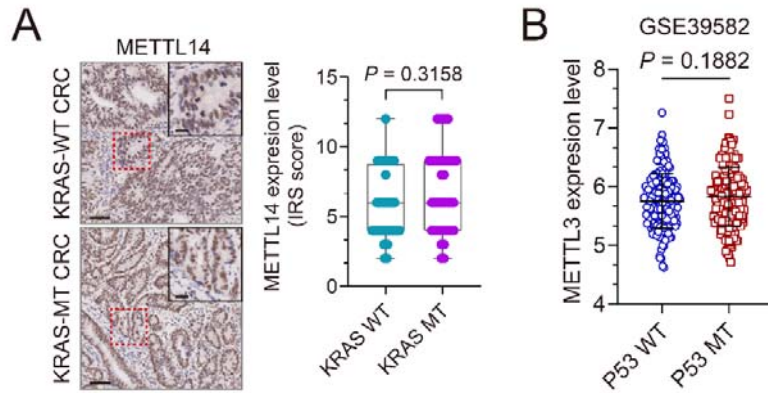 A
METTL14
KRAS-WT CRC
KRAS-MT CRC
METTL14 expression level
(IRS score)
15
10
5
0
P = 0.3158
KRAS WT
KRAS MT
B
GSE39582
P = 0.1882
METTL3 expression level
8
7
6
5
4
P53 WT
P53 MT